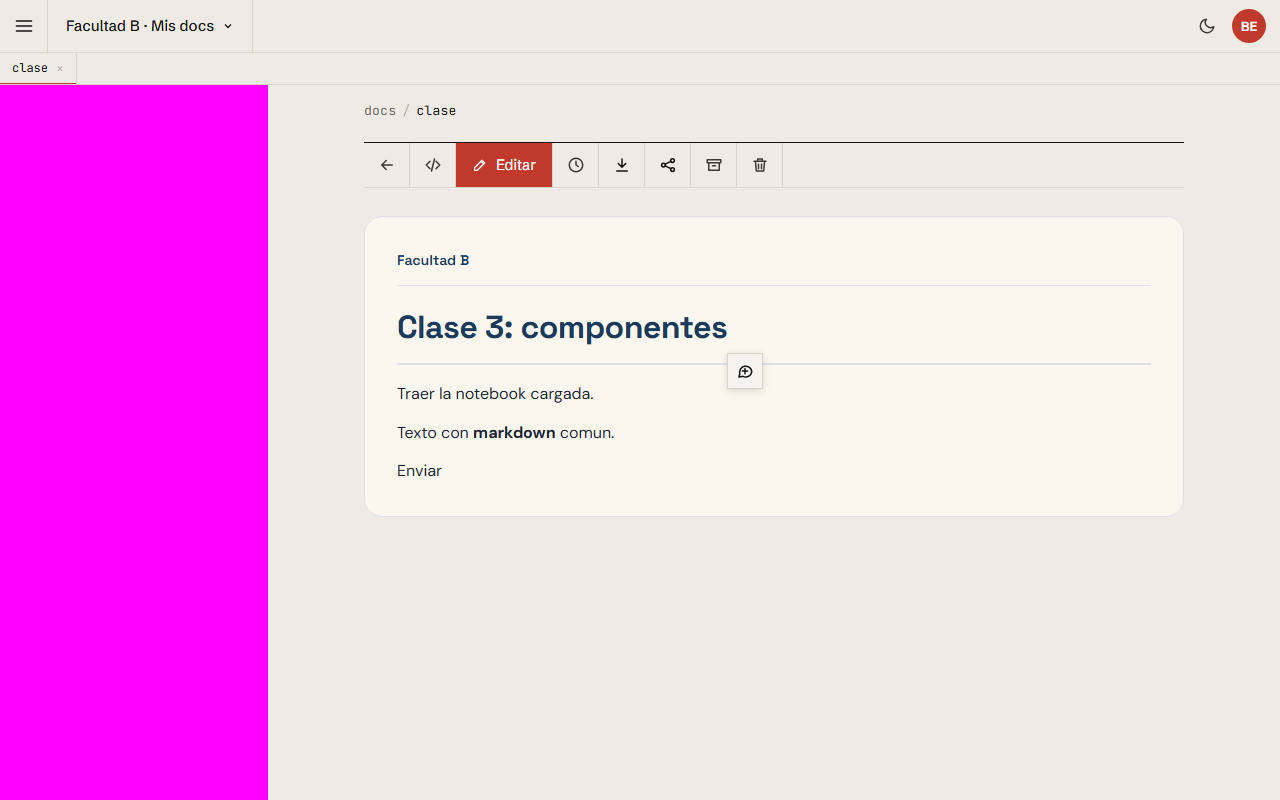 Facultad B · Mis docs
BE
clase ×
docs / clase
Editar
Facultad B
Clase 3: componentes
Traer la notebook cargada.
Texto con markdown comun.
Enviar